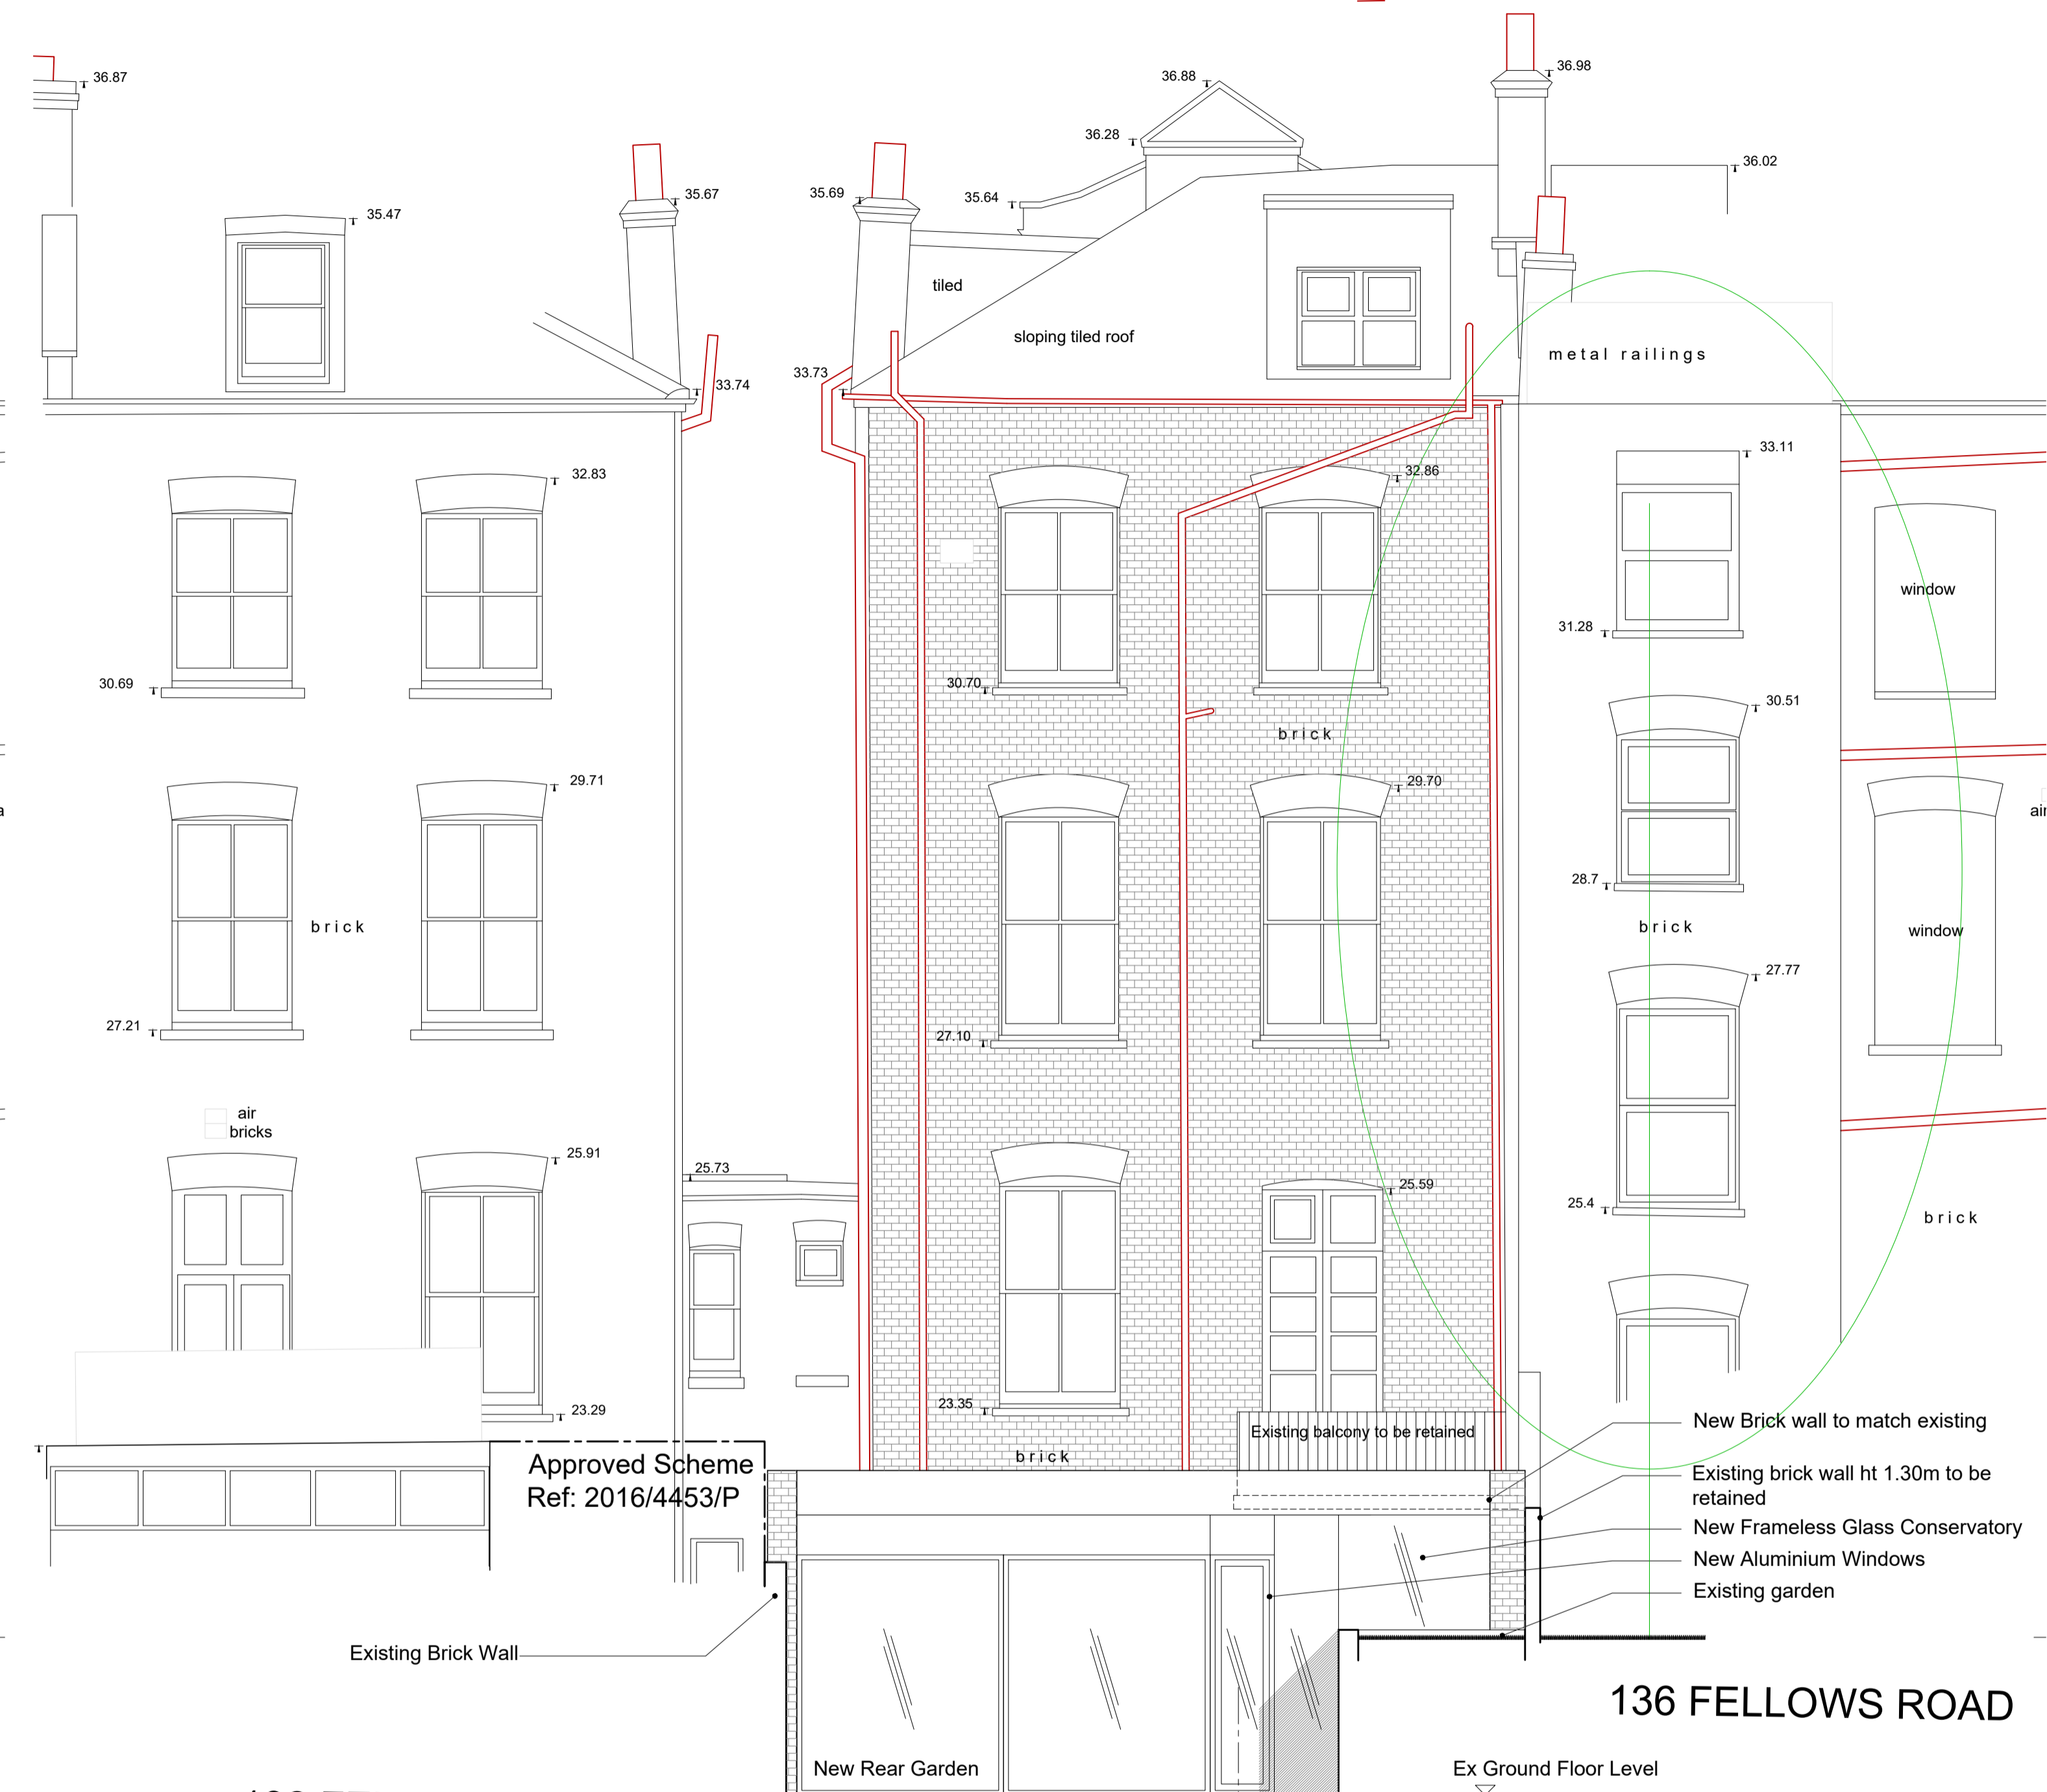 36.87
36.88
36.98
36.28
36.02
35.67
35.69
35.64
35.47
tiled
sloping tiled roof
metal railings
33.74
33.73
32.83
32.86
33.11
window
31.28
30.69
30.70
30.51
brick
29.71
29.70
air
28.7
brick
brick
window
27.77
27.21
27.10
air
bricks
25.91
25.73
25.59
25.4
brick
23.29
23.35
Existing balcony to be retained
brick
New Brick wall to match existing
Approved Scheme
Ref: 2016/4453/P
Existing brick wall ht 1.30m to be
retained
New Frameless Glass Conservatory
New Aluminium Windows
Existing garden
Existing Brick Wall
136 FELLOWS ROAD
New Rear Garden
Ex Ground Floor Level